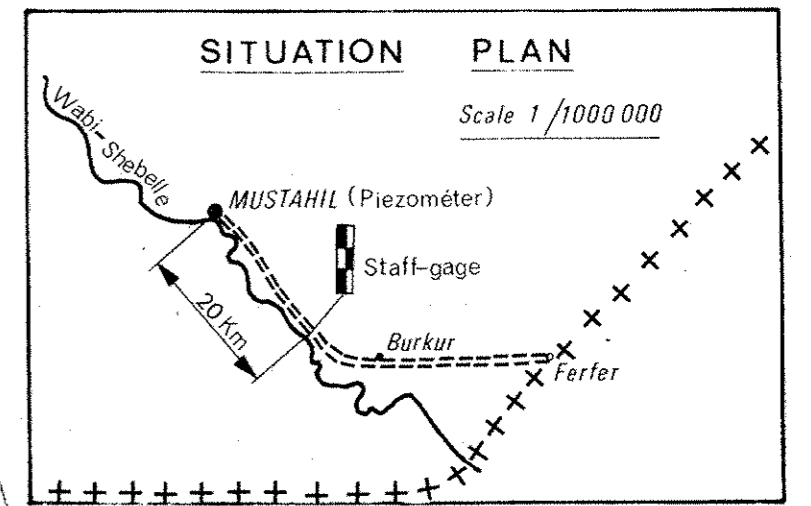 SITUATION PLAN
Scale 1/1000 000
Wabi-Shebelle
MUSTAHIL (Piezométer)
Staff-gage
20 Km
Burkur
Ferfer